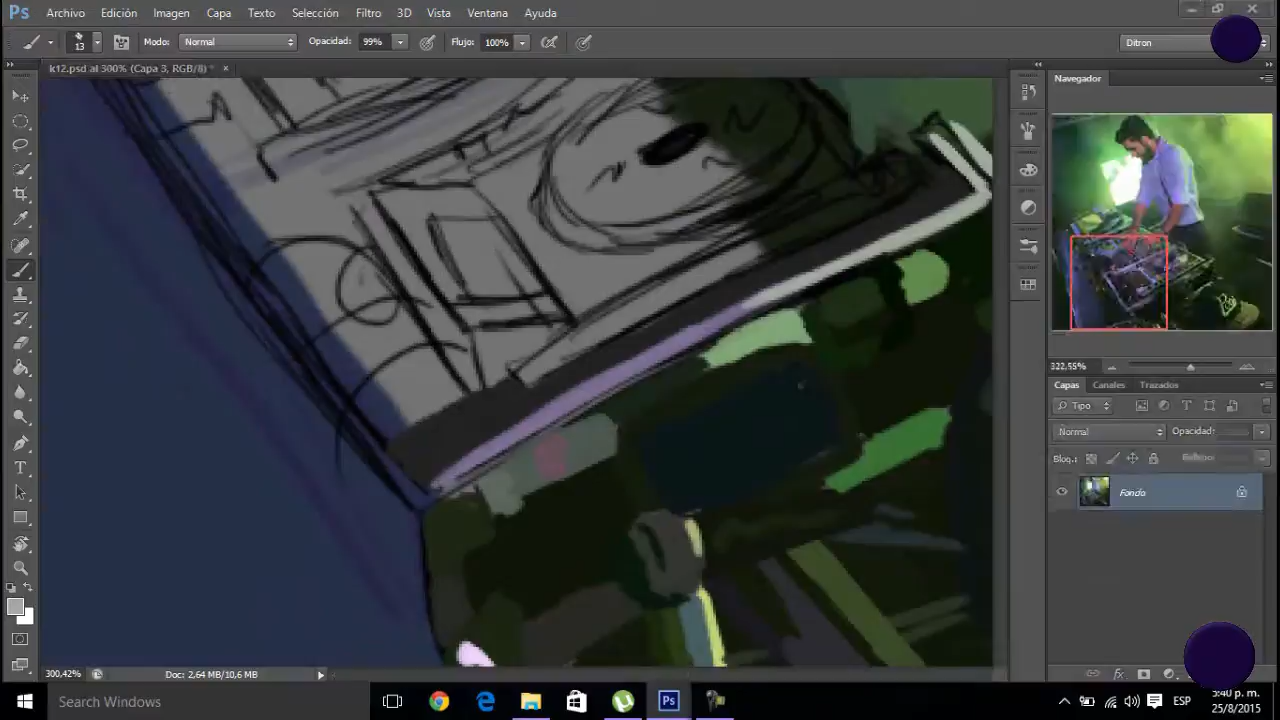 Ps Archivo Edición Imagen Capa Texto Selección Filtro 3D Vista Ventana Ayuda
13 Modo: Normal Opacidad: 99% Flujo: 100% Ditron
k12.psd al 300% (Capa 3, RGB/8) * ×
Navegador
322,55%
Capas Canales Trazados
Tipo
Normal Opacidad:
Bloq.:
Fondo
300,42% Doc: 2,64 MB/10,6 MB
Search Windows
Ps
ESP
5:40 p. m.
25/8/2015